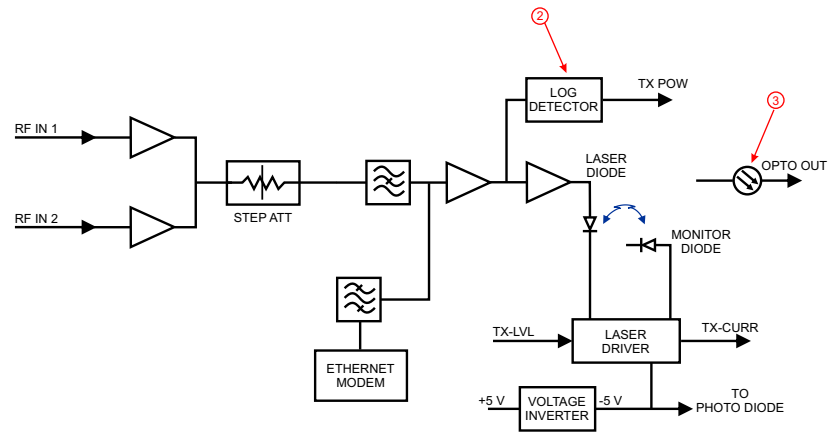 2
LOG
DETECTOR
TX POW
3
OPTO OUT
RF IN 1
LASER
DIODE
STEP ATT
RF IN 2
MONITOR
DIODE
TX-LVL
LASER
DRIVER
TX-CURR
ETHERNET
MODEM
+5 V
VOLTAGE
INVERTER
-5 V
TO
PHOTO DIODE